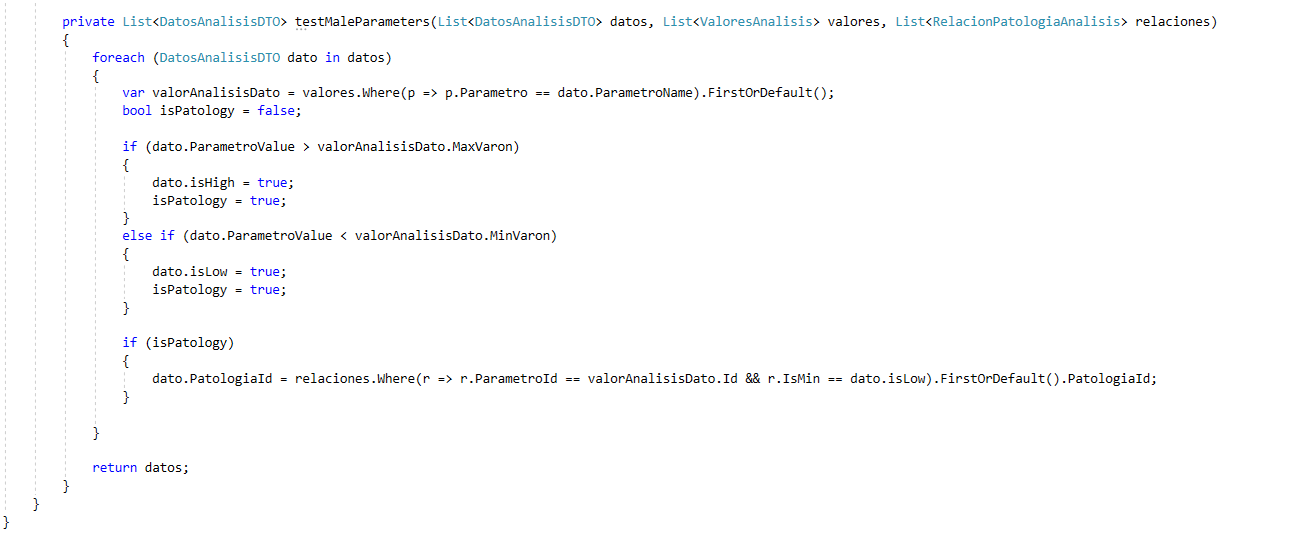 private List<DatosAnalisisDTO> testMaleParameters(List<DatosAnalisisDTO> datos, List<ValoresAnalisis> valores, List<RelacionPatologiaAnalisis> relaciones)
{
foreach (DatosAnalisisDTO dato in datos)
{
var valorAnalisisDato = valores.Where(p => p.Parametro == dato.ParametroName).FirstOrDefault();
bool isPatology = false;
if (dato.ParametroValue > valorAnalisisDato.MaxVaron)
{
dato.isHigh = true;
isPatology = true;
}
else if (dato.ParametroValue < valorAnalisisDato.MinVaron)
{
dato.isLow = true;
isPatology = true;
}
if (isPatology)
{
dato.PatologiaId = relaciones.Where(r => r.ParametroId == valorAnalisisDato.Id && r.IsMin == dato.isLow).FirstOrDefault().PatologiaId;
}
}
return datos;
}
}
}